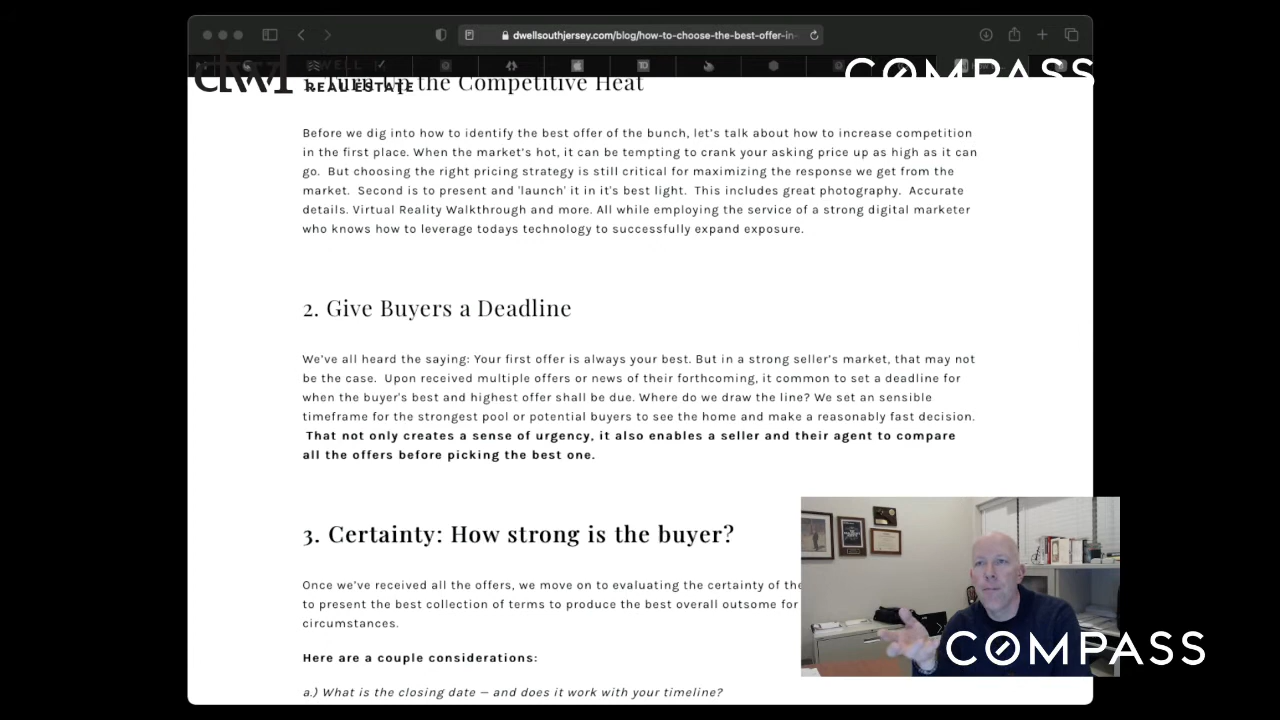 dwellsouthjersey.com/blog/how-to-choose-the-best-offer-in-
DWELL
dwl
REAL ESTATE
COMPASS
1. Turn Up the Competitive Heat
Before we dig into how to identify the best offer of the bunch, let's talk about how to increase competition
in the first place. When the market's hot, it can be tempting to crank your asking price up as high as it can
go. But choosing the right pricing strategy is still critical for maximizing the response we get from the
market. Second is to present and 'launch' it in it's best light. This includes great photography. Accurate
details. Virtual Reality Walkthrough and more. All while employing the service of a strong digital marketer
who knows how to leverage todays technology to successfully expand exposure.
2. Give Buyers a Deadline
We've all heard the saying: Your first offer is always your best. But in a strong seller's market, that may not
be the case. Upon received multiple offers or news of their forthcoming, it common to set a deadline for
when the buyer's best and highest offer shall be due. Where do we draw the line? We set an sensible
timeframe for the strongest pool or potential buyers to see the home and make a reasonably fast decision.
That not only creates a sense of urgency, it also enables a seller and their agent to compare
all the offers before picking the best one.
3. Certainty: How strong is the buyer?
Once we've received all the offers, we move on to evaluating the certainty of the
to present the best collection of terms to produce the best overall outsome for
circumstances.
Here are a couple considerations:
a.) What is the closing date — and does it work with your timeline?
COMPASS